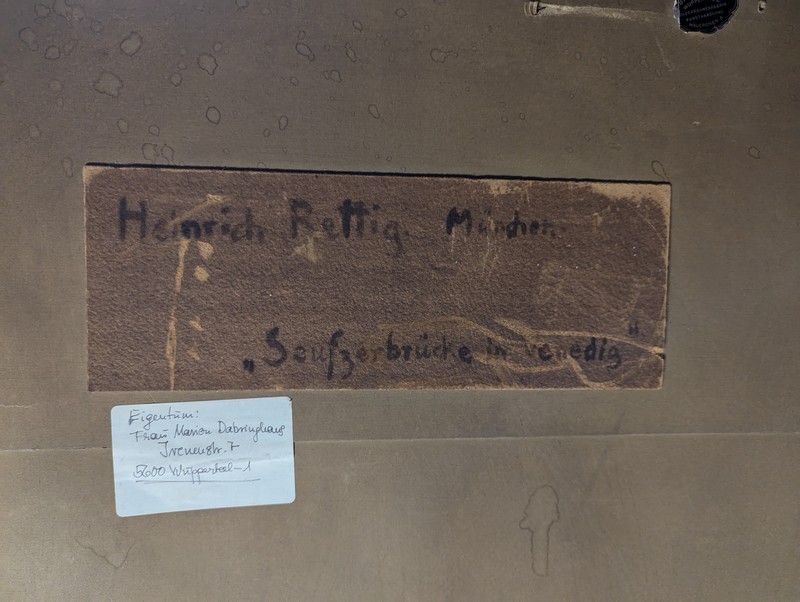 Heinrich Rettig. München.
„Seufzerbrücke in Venedig"
Eigentum:
Frau Marion Dabringhaus
Irenenstr. 7
5600 Wuppertal-1